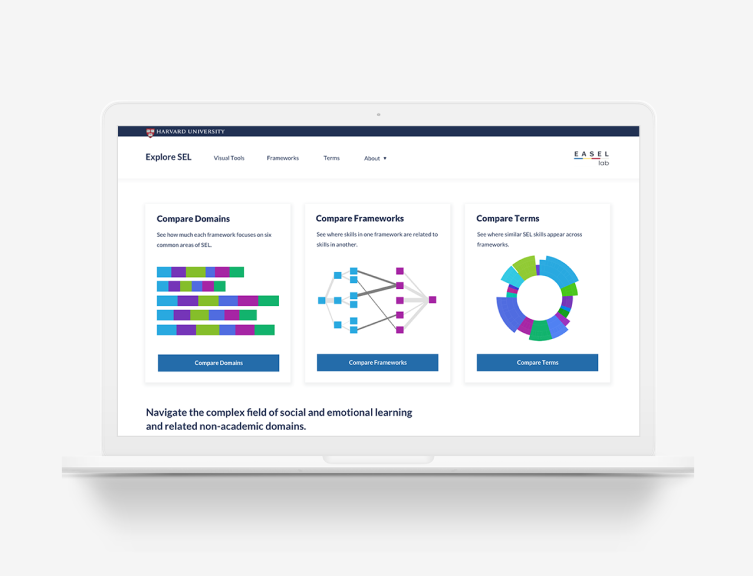 HARVARD UNIVERSITY
Explore SEL
Visual Tools
Frameworks
Terms
About
EASEL
lab
Compare Domains
See how much each framework focuses on six
common areas of SEL.
Compare Domains
Compare Frameworks
See where skills in one framework are related to
skills in another.
Compare Frameworks
Compare Terms
See where similar SEL skills appear across
frameworks.
Compare Terms
Navigate the complex field of social and emotional learning
and related non-academic domains.